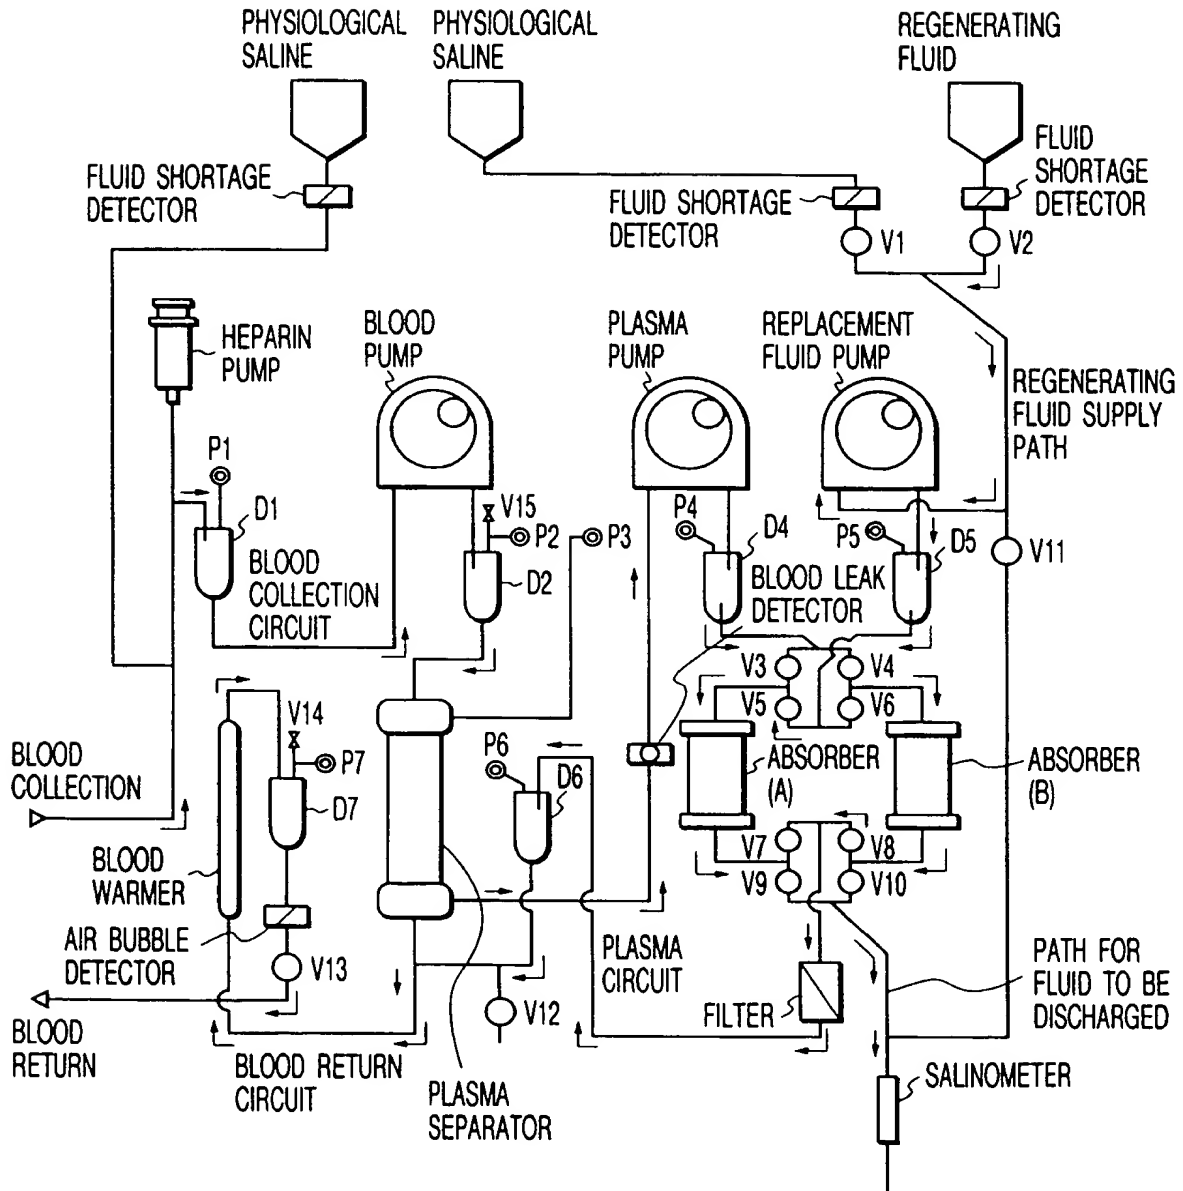 PHYSIOLOGICAL
SALINE
PHYSIOLOGICAL
SALINE
REGENERATING
FLUID
FLUID SHORTAGE
DETECTOR
FLUID SHORTAGE
DETECTOR
FLUID
SHORTAGE
DETECTOR
V1
V2
HEPARIN
PUMP
BLOOD
PUMP
PLASMA
PUMP
REPLACEMENT
FLUID PUMP
REGENERATING
FLUID SUPPLY
PATH
P1
D1
V15
P2
P3
D2
P4
D4
P5
D5
V11
BLOOD
COLLECTION
CIRCUIT
BLOOD LEAK
DETECTOR
V3
V4
V5
V6
V14
P7
D7
P6
D6
BLOOD
COLLECTION
ABSORBER
(A)
ABSORBER
(B)
V7
V8
V9
V10
BLOOD
WARMER
AIR BUBBLE
DETECTOR
V13
V12
PLASMA
CIRCUIT
FILTER
PATH FOR
FLUID TO BE
DISCHARGED
BLOOD
RETURN
BLOOD RETURN
CIRCUIT
PLASMA
SEPARATOR
SALINOMETER